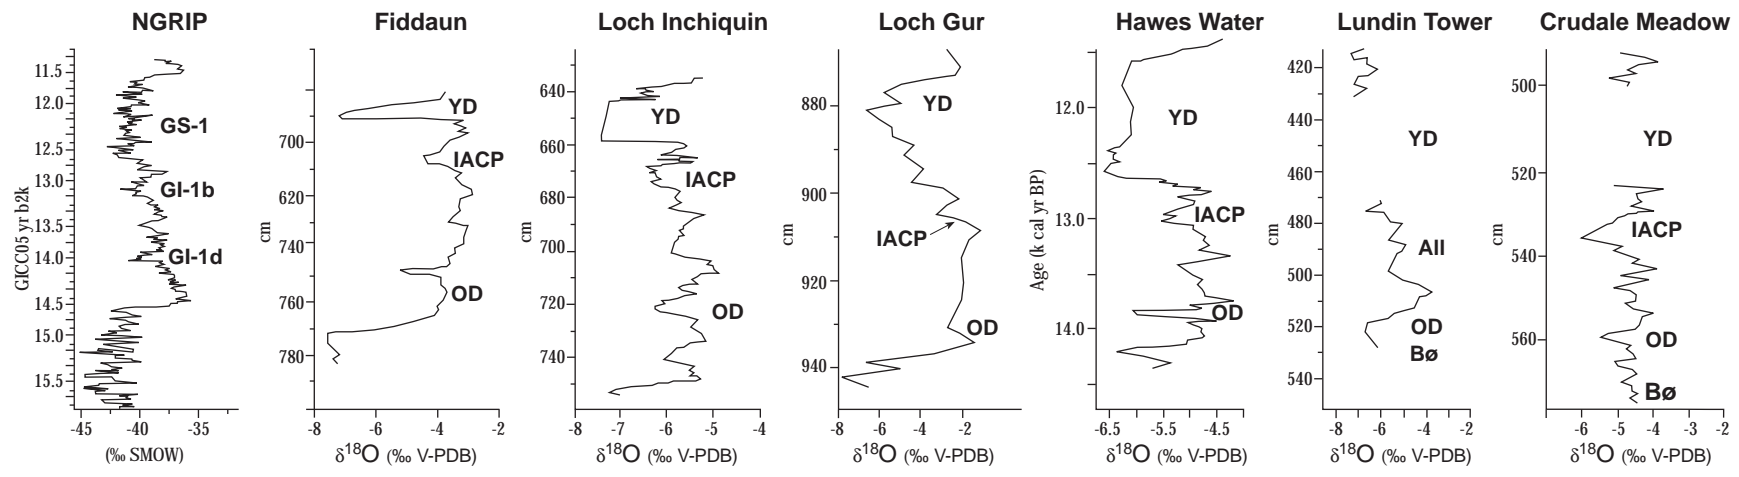 NGRIP
Fiddaun
Loch Inchiquin
Loch Gur
Hawes Water
Lundin Tower
Crudale Meadow
GICC05 yr b2k
11.5
12.0
12.5
13.0
13.5
14.0
14.5
15.0
15.5
GS-1
GI-1b
GI-1d
-45
-40
-35
(‰ SMOW)
cm
700
620
740
760
780
YD
IACP
OD
-8
-6
-4
-2
δ18O (‰ V-PDB)
cm
640
660
680
700
720
740
YD
IACP
OD
-8
-7
-6
-5
-4
δ18O (‰ V-PDB)
cm
880
900
920
940
YD
IACP
OD
-8
-6
-4
-2
δ18O (‰ V-PDB)
Age (k cal yr BP)
12.0
13.0
14.0
YD
IACP
OD
-6.5
-5.5
-4.5
δ18O (‰ V-PDB)
cm
420
440
460
480
500
520
540
YD
All
OD
Bø
-8
-6
-4
-2
δ18O (‰ V-PDB)
cm
500
520
540
560
YD
IACP
OD
Bø
-6
-5
-4
-3
-2
δ18O (‰ V-PDB)